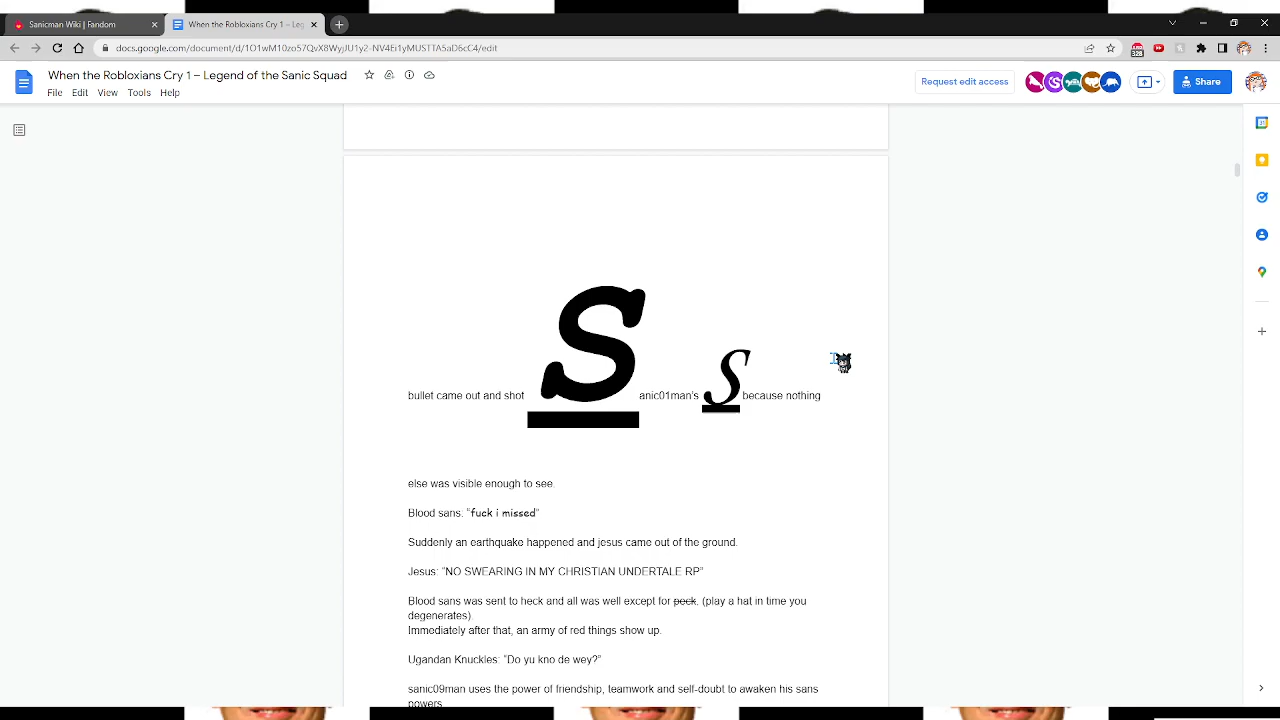 Sanicman Wiki | Fandom
When the Robloxians Cry 1 – Leg
docs.google.com/document/d/1O1wM10zo57QvX8WyjJU1y2-NV4Ei1yMUSTTA5aD6cC4/edit
When the Robloxians Cry 1 – Legend of the Sanic Squad
Request edit access
Share
File Edit View Tools Help
bullet came out and shot Sanic01man's S because nothing
else was visible enough to see.
Blood sans: "fuck i missed"
Suddenly an earthquake happened and jesus came out of the ground.
Jesus: "NO SWEARING IN MY CHRISTIAN UNDERTALE RP"
Blood sans was sent to heck and all was well except for peck. (play a hat in time you
degenerates).
Immediately after that, an army of red things show up.
Ugandan Knuckles: "Do yu kno de wey?"
sanic09man uses the power of friendship, teamwork and self-doubt to awaken his sans
powers